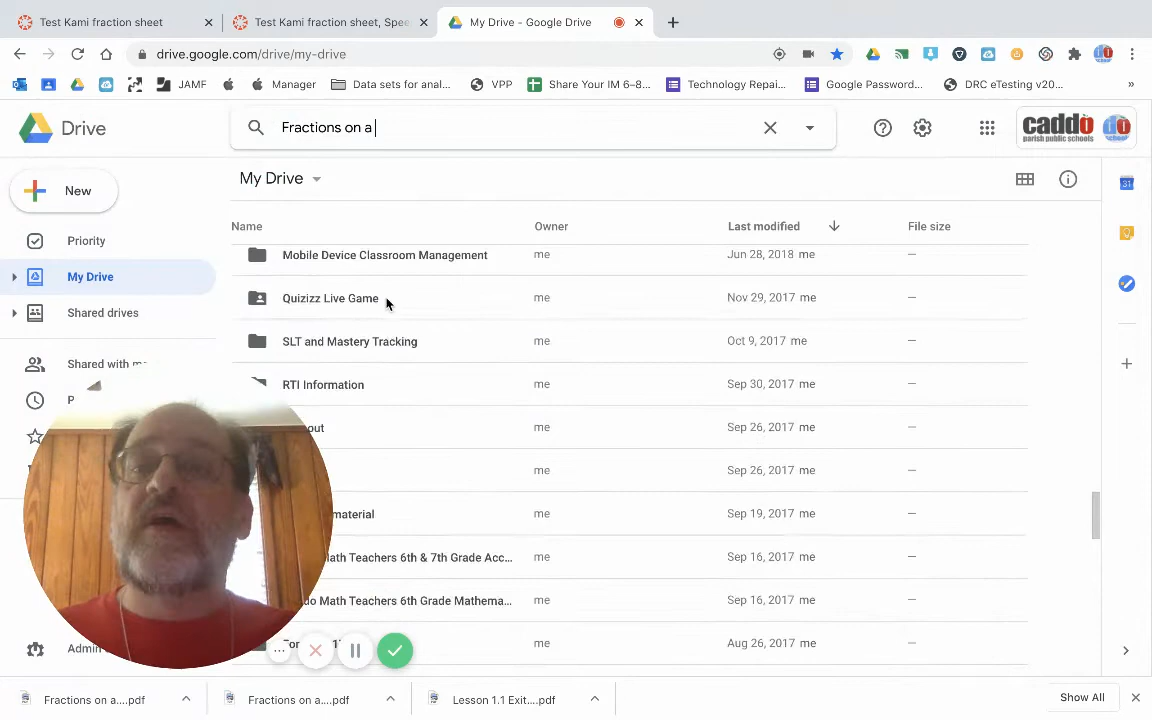 Test Kami fraction sheet
Test Kami fraction sheet, Spee
My Drive - Google Drive
drive.google.com/drive/my-drive
JAMF
Manager
Data sets for anal...
VPP
Share Your IM 6–8...
Technology Repai...
Google Password...
DRC eTesting v20...
»
Drive
Fractions on a
caddo
parish public schools
New
My Drive
Name
Owner
Last modified
File size
Priority
My Drive
Shared drives
Shared with m
Admin
Mobile Device Classroom Management me Jun 28, 2018 me —
Quizizz Live Game me Nov 29, 2017 me —
SLT and Mastery Tracking me Oct 9, 2017 me —
RTI Information me Sep 30, 2017 me —
out me Sep 26, 2017 me —
me Sep 26, 2017 me —
material me Sep 19, 2017 me —
ath Teachers 6th & 7th Grade Acc... me Sep 16, 2017 me —
do Math Teachers 6th Grade Mathema... me Sep 16, 2017 me —
me Aug 26, 2017 me —
31
Fractions on a....pdf
Fractions on a....pdf
Lesson 1.1 Exit....pdf
Show All